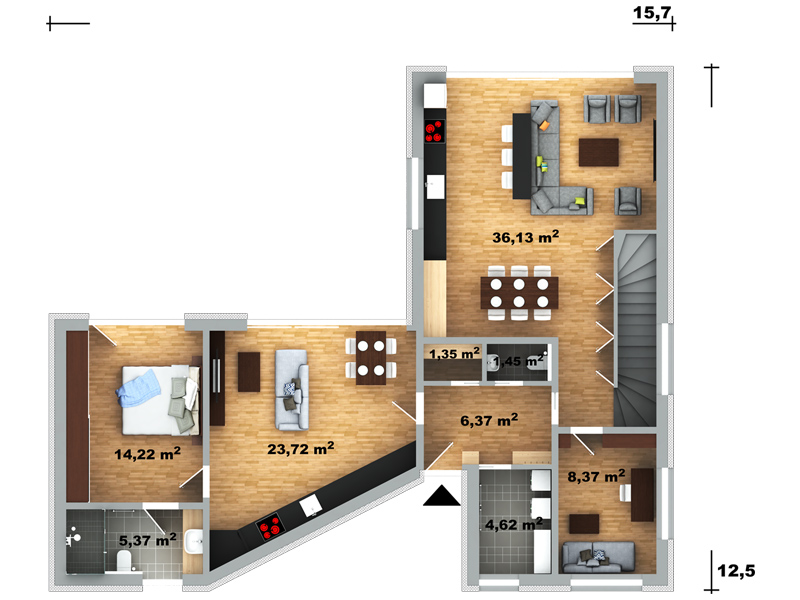 15,7
36,13 m²
1,35 m²
1,45 m²
6,37 m²
14,22 m²
23,72 m²
8,37 m²
4,62 m²
5,37 m²
12,5